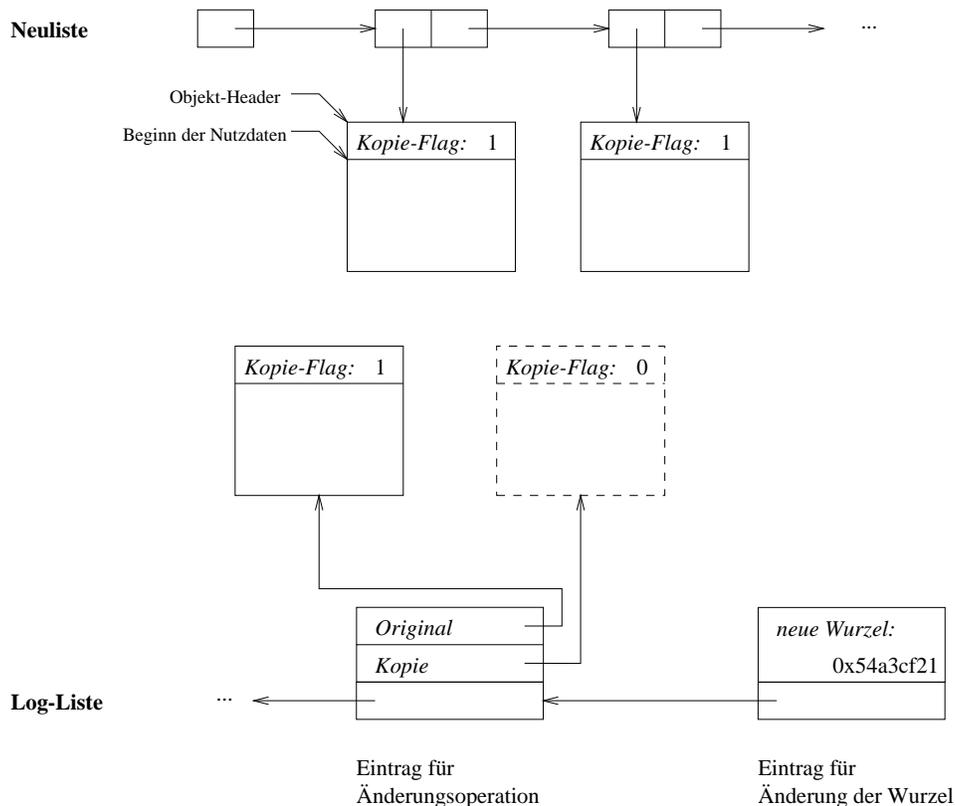 Neuliste
...
Objekt-Header
Beginn der Nutzdaten
Kopie-Flag: 1
Kopie-Flag: 1
Kopie-Flag: 1
Kopie-Flag: 0
Original
Kopie
neue Wurzel:
0x54a3cf21
Log-Liste
...
Eintrag für
Änderungsoperation
Eintrag für
Änderung der Wurzel